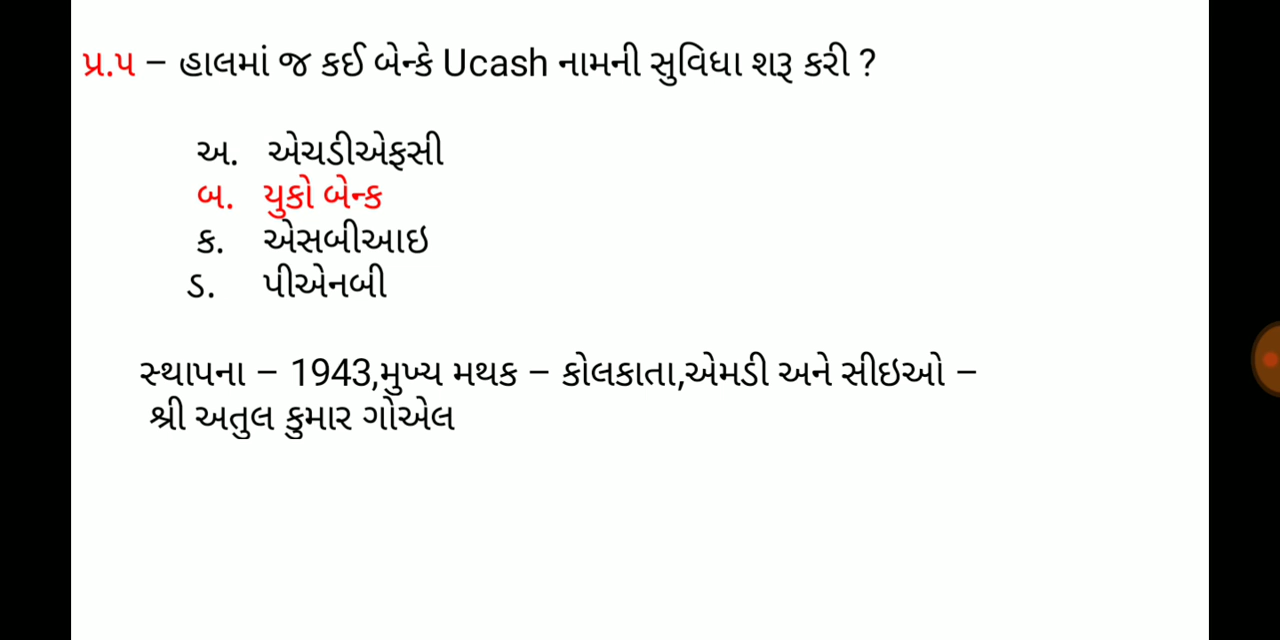 પ્ર.૫ – હાલમાં જ કઈ બેન્કે Ucash નામની સુવિધા શરૂ કરી ?
અ. એચડીએફસી
બ. યુકો બેન્ક
ક. એસબીઆઇ
ડ. પીએનબી
સ્થાપના – 1943,મુખ્ય મથક – કોલકાતા,એમડી અને સીઇઓ –
શ્રી અતુલ કુમાર ગોએલ